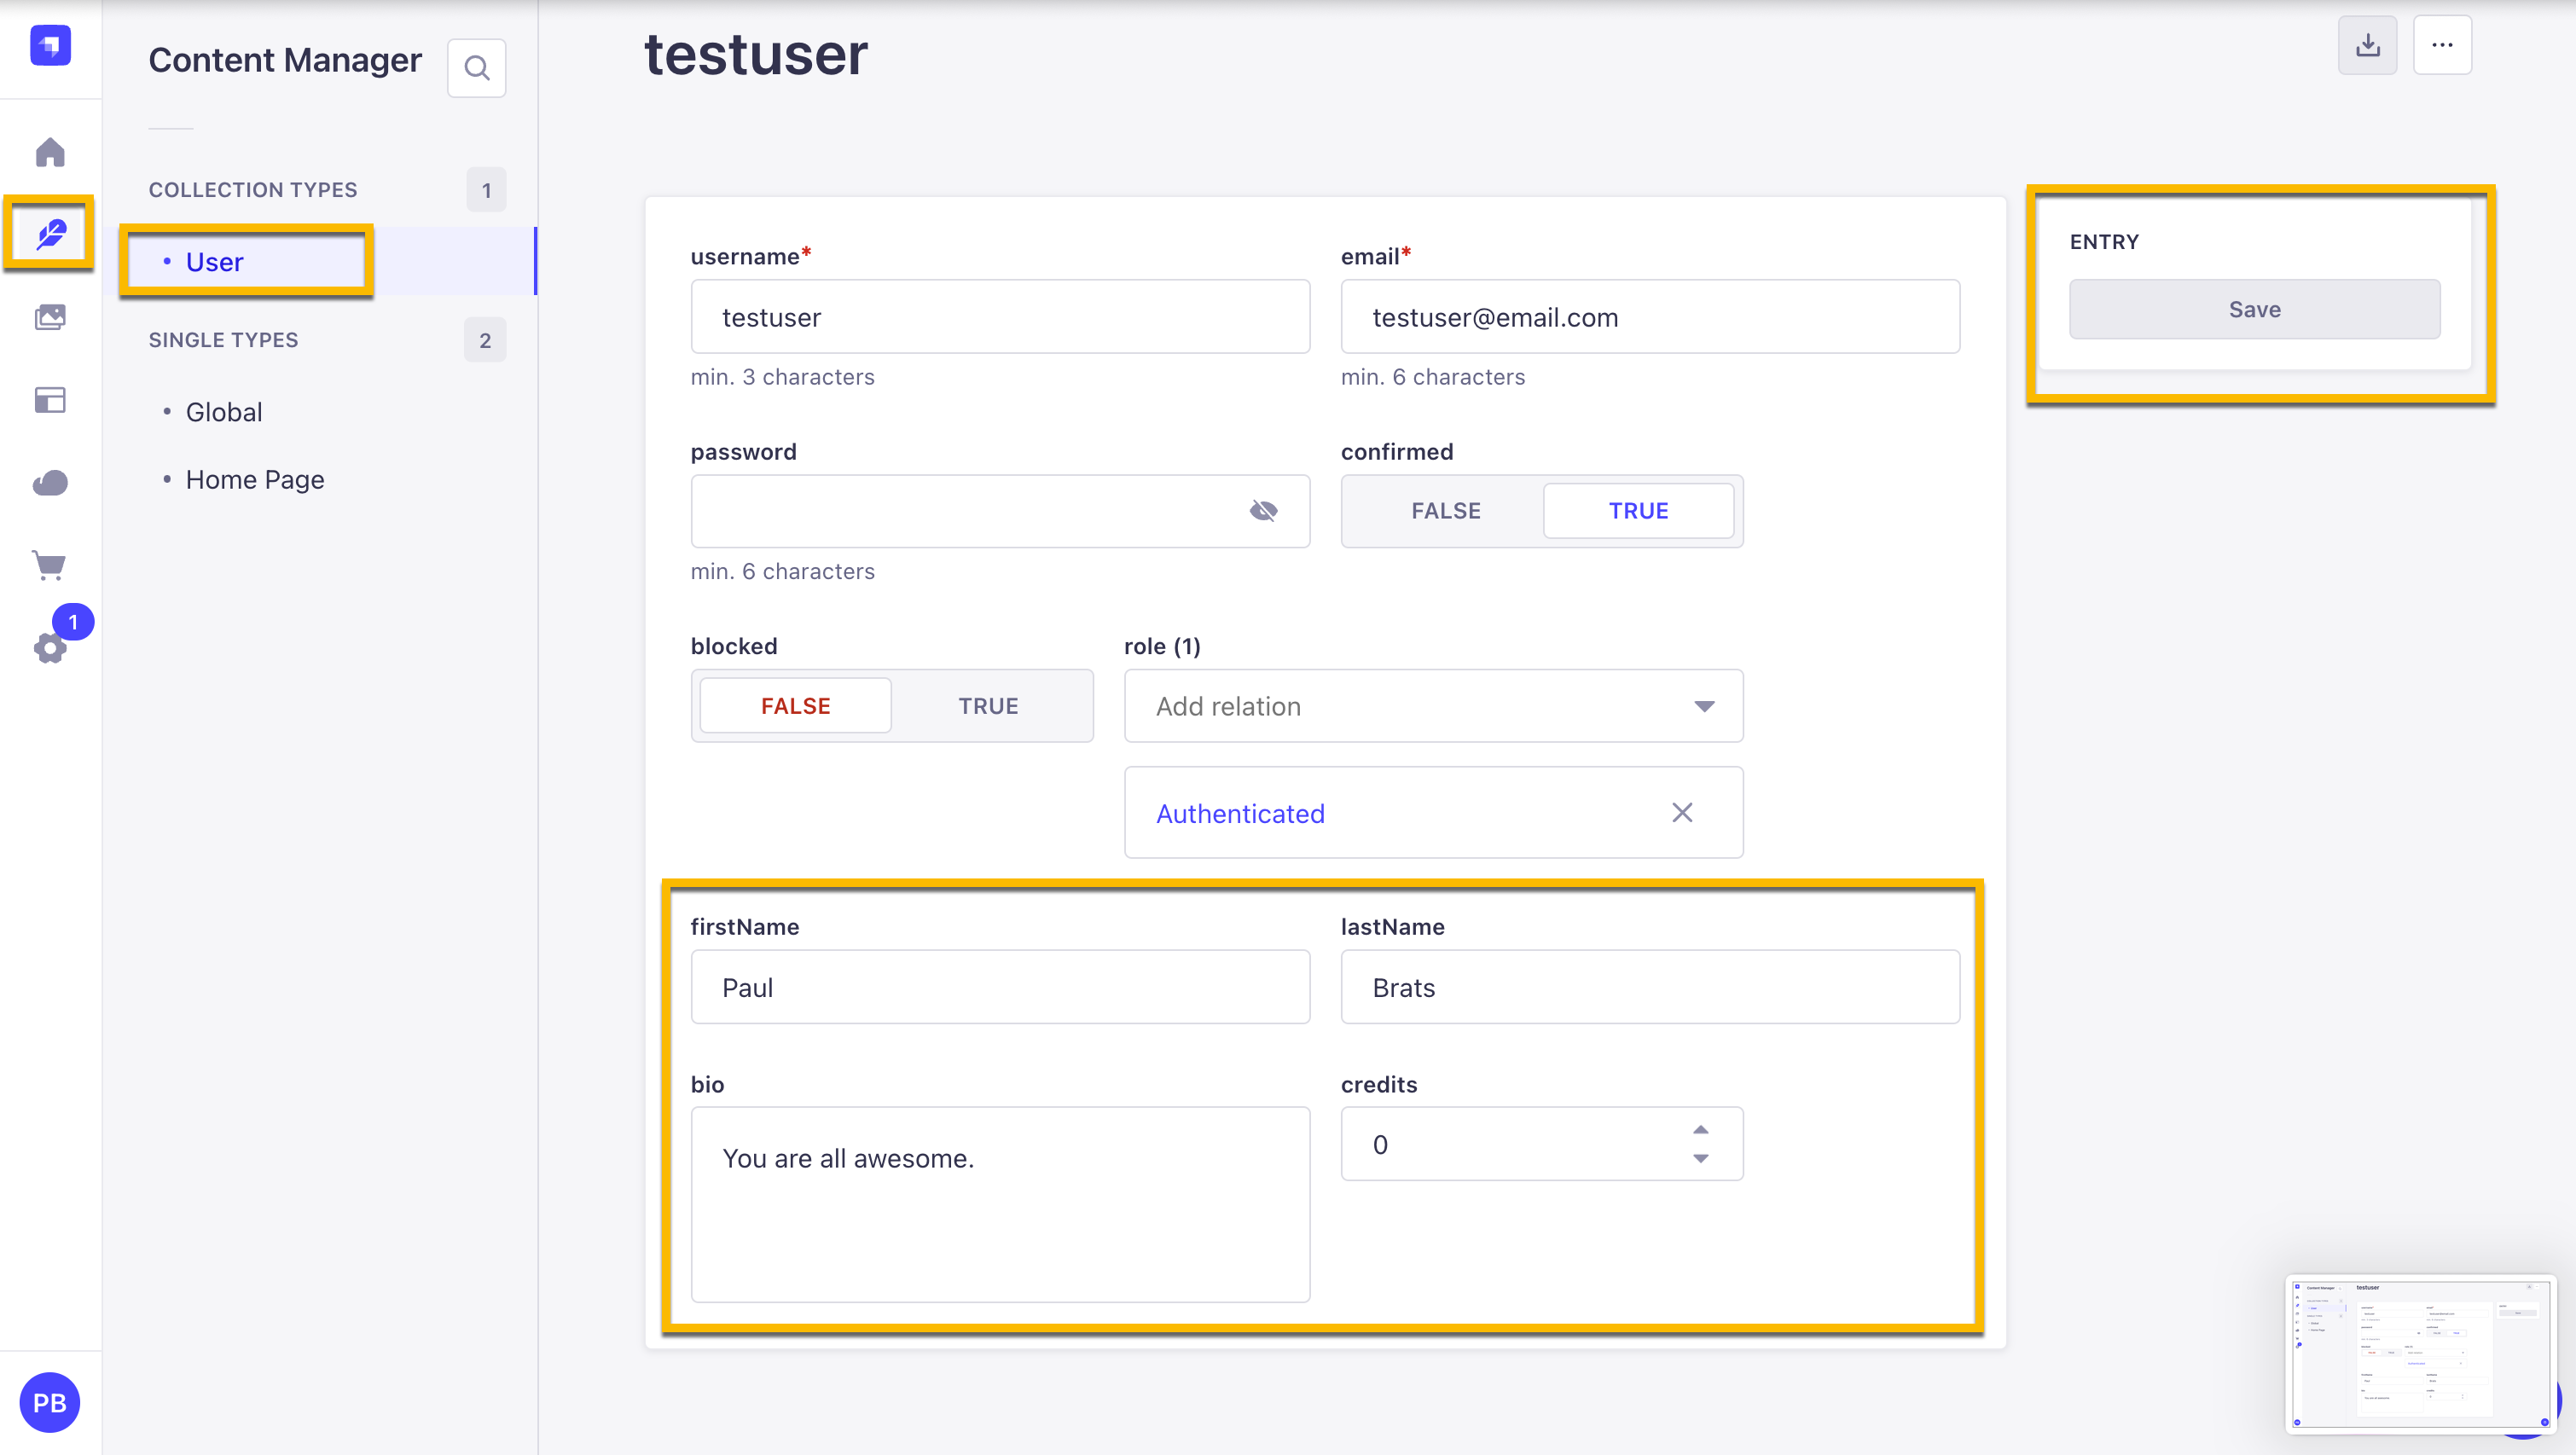 Content Manager
COLLECTION TYPES 1
User
SINGLE TYPES 2
Global
Home Page
1
PB
testuser
username*
testuser
min. 3 characters
email*
testuser@email.com
min. 6 characters
password
min. 6 characters
confirmed
FALSE TRUE
blocked
FALSE TRUE
role (1)
Add relation
Authenticated
firstName
Paul
lastName
Brats
bio
You are all awesome.
credits
0
ENTRY
Save
testuser